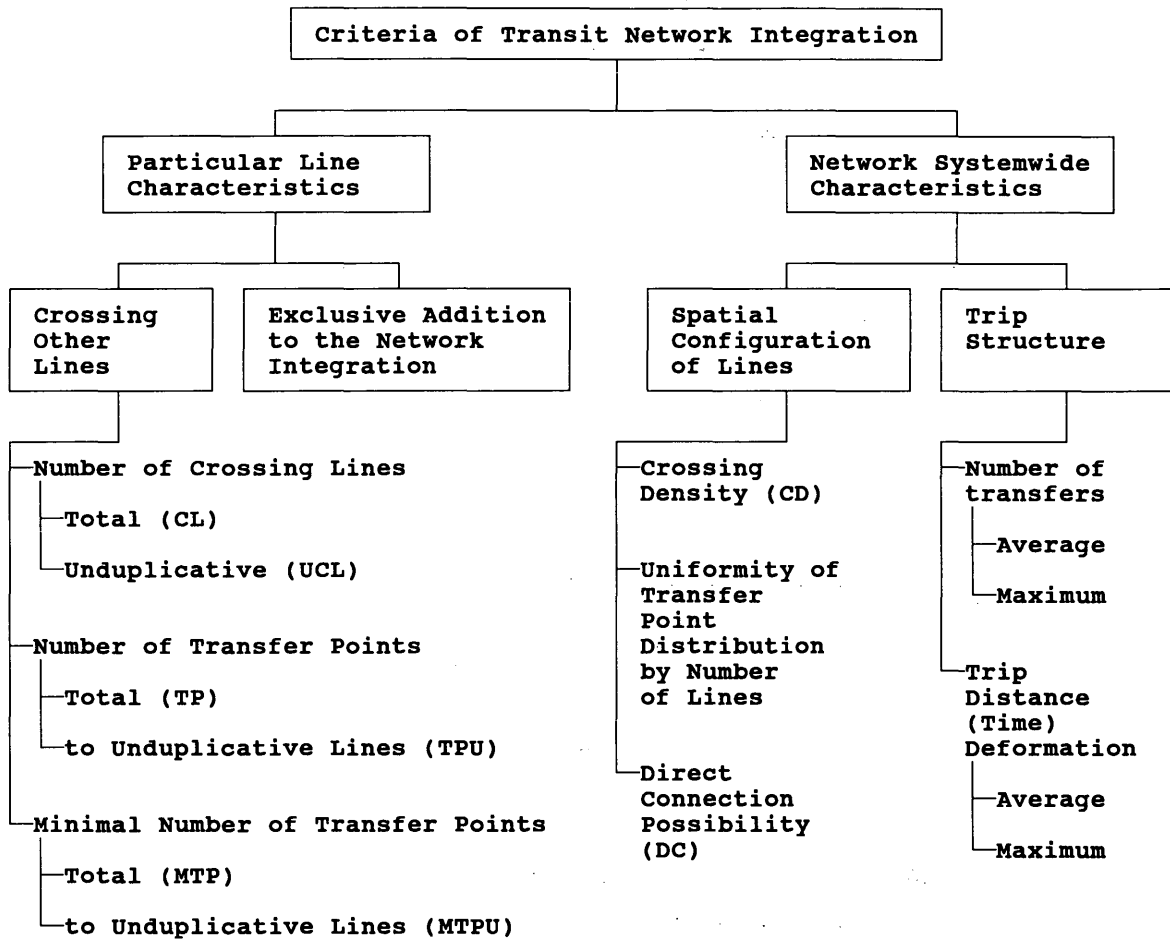 Criteria of Transit Network Integration
Particular Line
Characteristics
Network Systemwide
Characteristics
Crossing
Other
Lines
Exclusive Addition
to the Network
Integration
Spatial
Configuration
of Lines
Trip
Structure
Number of Crossing Lines
Total (CL)
Unduplicative (UCL)
Number of Transfer Points
Total (TP)
to Unduplicative Lines (TPU)
Minimal Number of Transfer Points
Total (MTP)
to Unduplicative Lines (MTPU)
Crossing
Density (CD)
Uniformity of
Transfer
Point
Distribution
by Number
of Lines
Direct
Connection
Possibility
(DC)
Number of
transfers
Average
Maximum
Trip
Distance
(Time)
Deformation
Average
Maximum